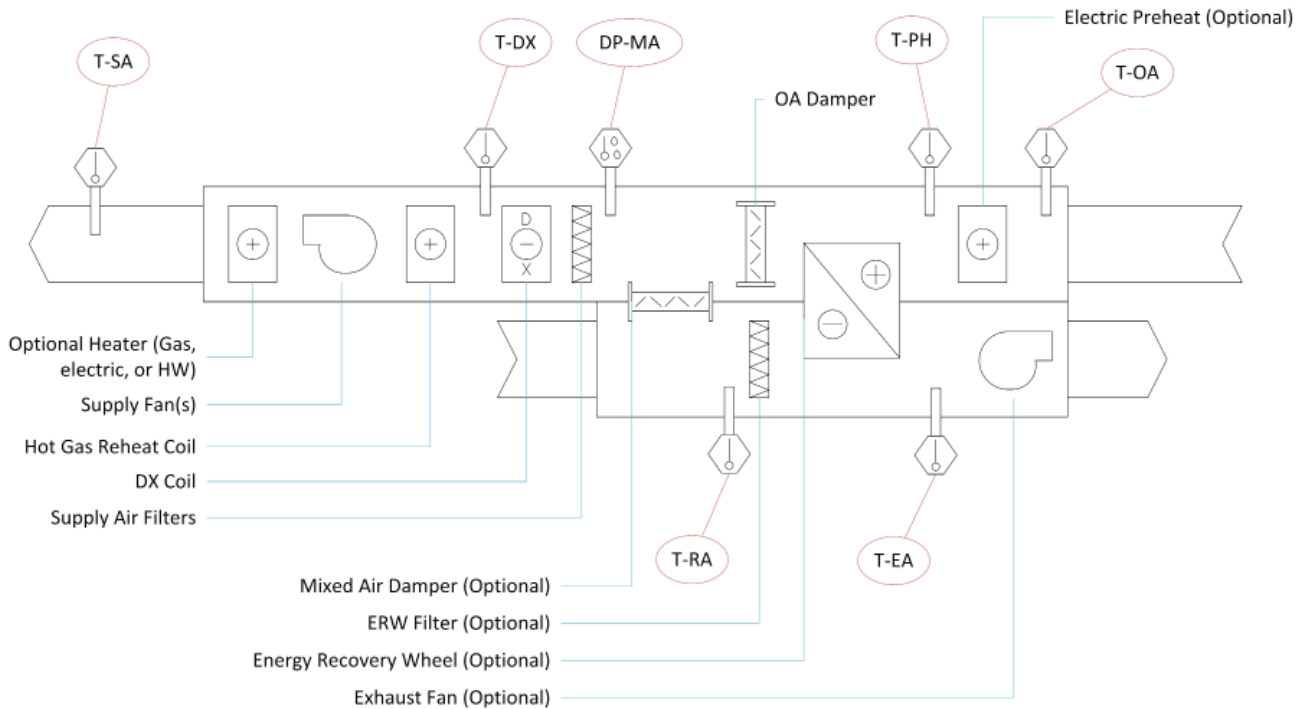 Electric Preheat (Optional)
T-SA
T-DX
DP-MA
T-PH
T-OA
OA Damper
D
X
Optional Heater (Gas,
electric, or HW)
Supply Fan(s)
Hot Gas Reheat Coil
DX Coil
Supply Air Filters
T-RA
T-EA
Mixed Air Damper (Optional)
ERW Filter (Optional)
Energy Recovery Wheel (Optional)
Exhaust Fan (Optional)